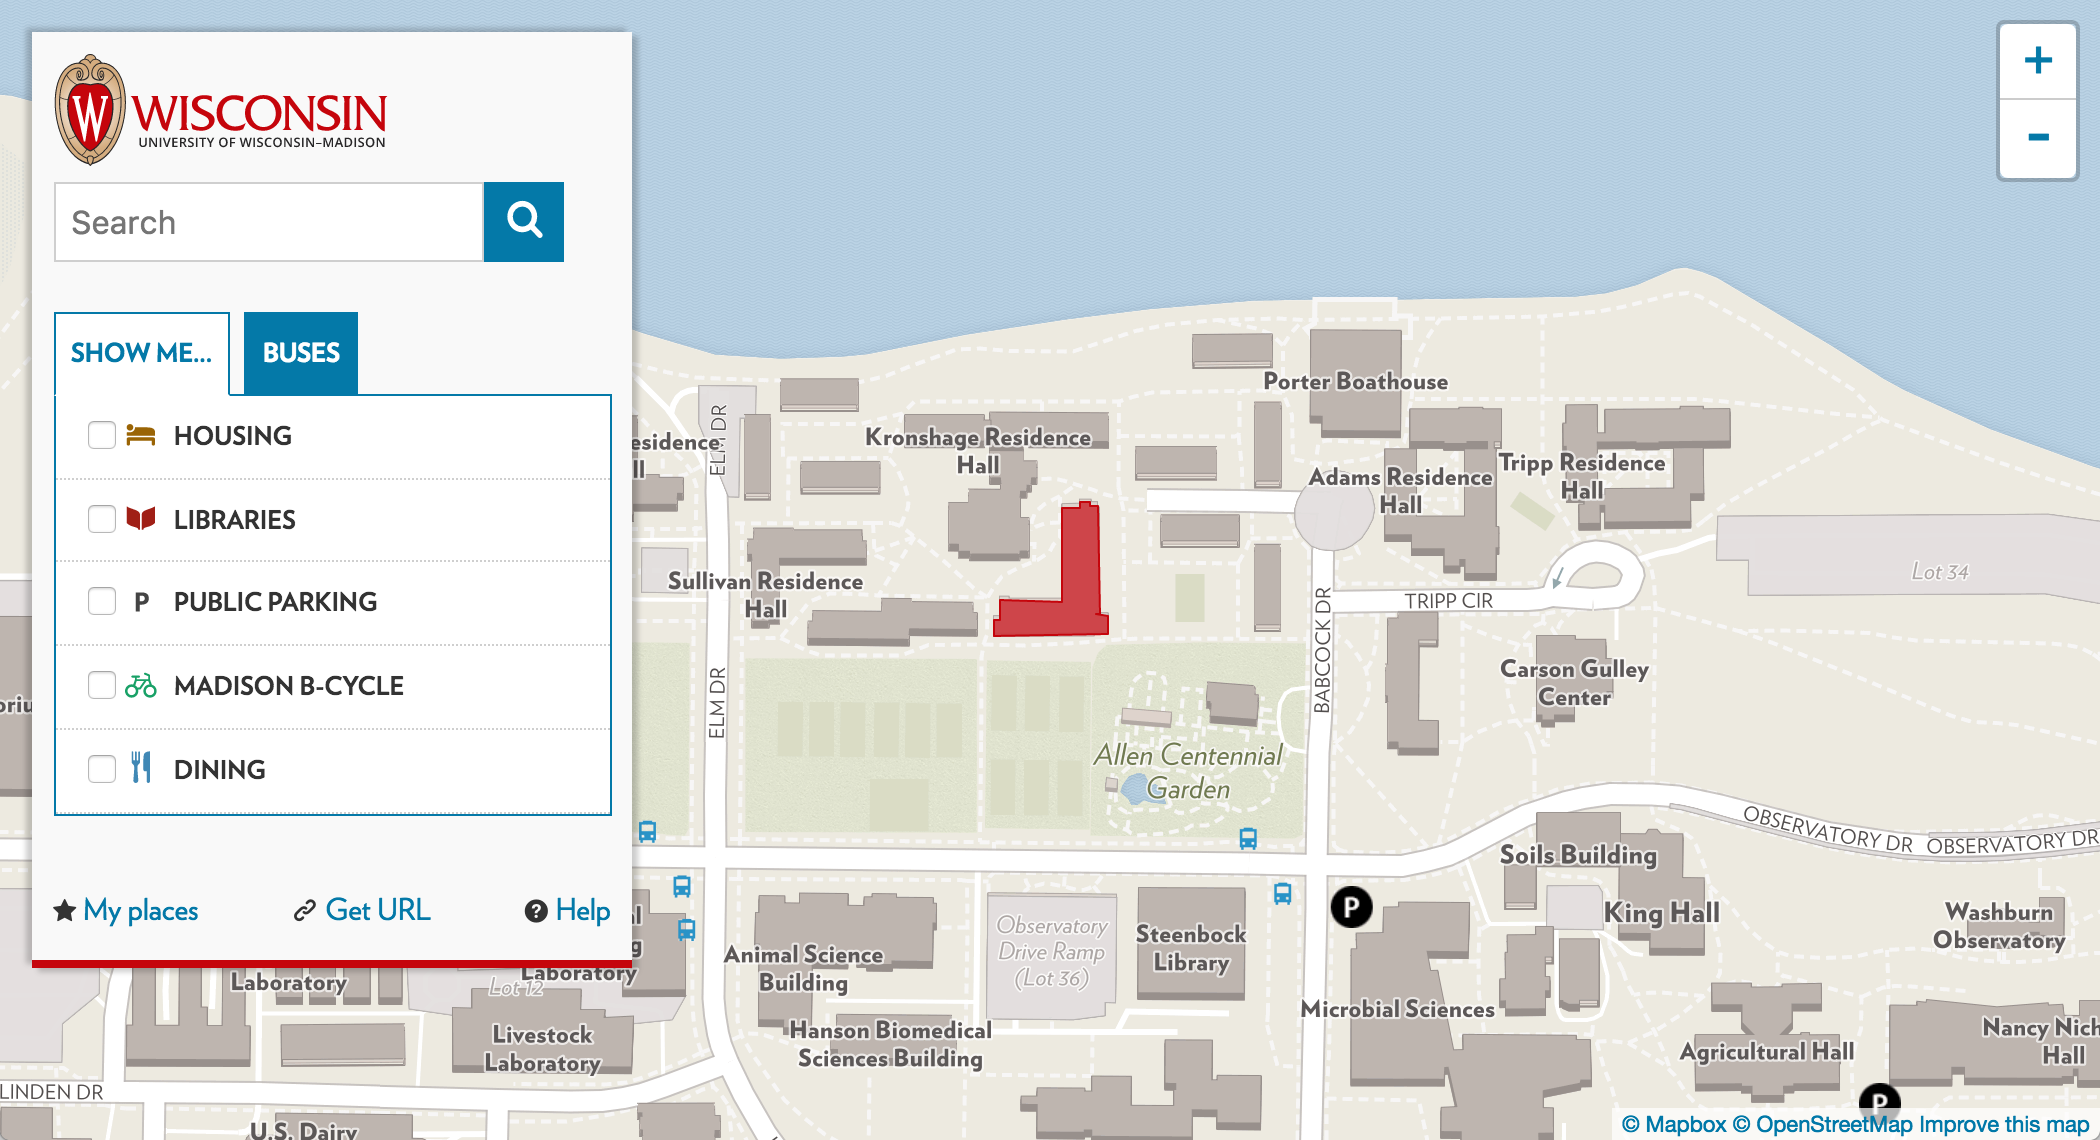 W
WISCONSIN
UNIVERSITY OF WISCONSIN–MADISON
Search
SHOW ME...
BUSES
HOUSING
LIBRARIES
P
PUBLIC PARKING
MADISON B-CYCLE
DINING
My places
Get URL
? Help
ELM DR
Porter Boathouse
Kronshage Residence
Hall
Adams Residence
Hall
Tripp Residence
Hall
Sullivan Residence
Hall
Lot 34
TRIPP CIR
BABCOCK DR
ELM DR
Carson Gulley
Center
Allen Centennial
Garden
OBSERVATORY DR
OBSERVATORY DR
Soils Building
P
King Hall
Washburn
Observatory
Observatory
Drive Ramp
(Lot 36)
Steenbock
Library
Animal Science
Building
Laboratory
Laboratory
Lot 12
Microbial Sciences
Hanson Biomedical
Sciences Building
Livestock
Laboratory
Agricultural Hall
Nancy Nich
Hall
LINDEN DR
P
U.S. Dairy
© Mapbox © OpenStreetMap Improve this map